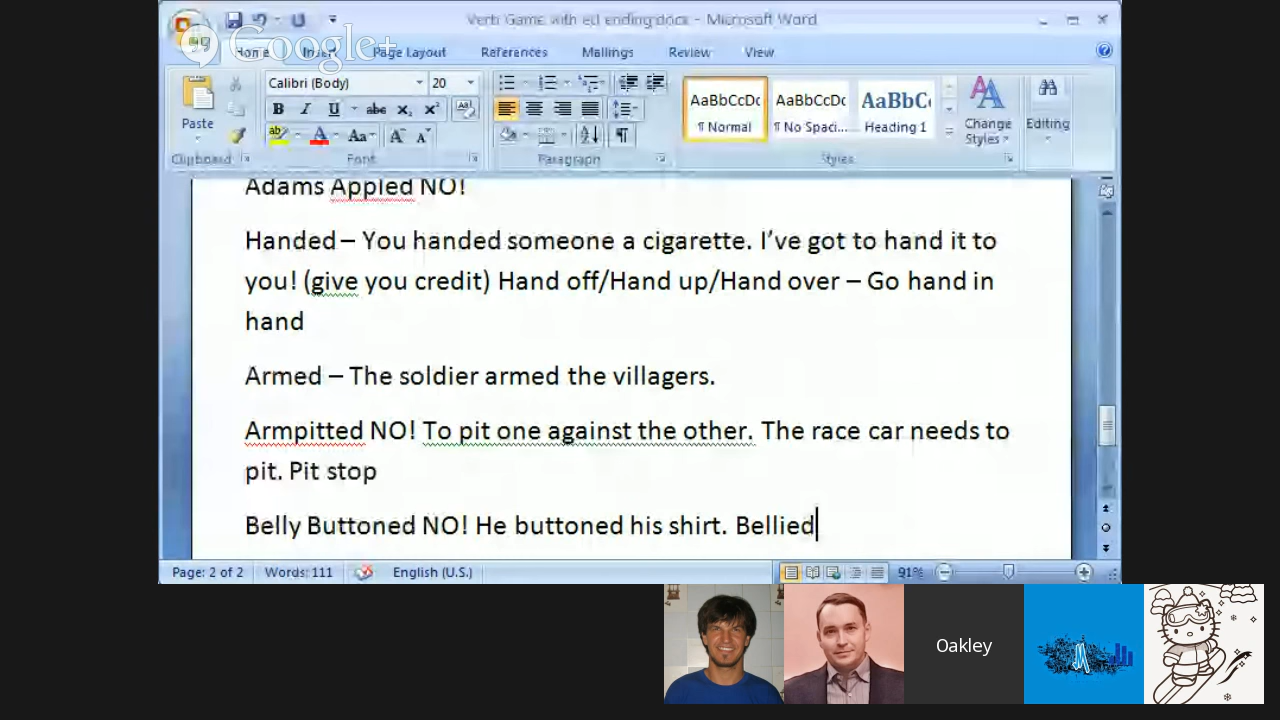 Verb Game with ed ending.docx - Microsoft Word
Google+
Home Insert Page Layout References Mailings Review View
Calibri (Body) 20
AaBbCcDc AaBbCcDc AaBbC
Paste
¶ Normal ¶ No Spaci... Heading 1
Change Styles
Editing
Clipboard Font Paragraph Styles
Adams Appled NO!
Handed – You handed someone a cigarette. I’ve got to hand it to
you! (give you credit) Hand off/Hand up/Hand over – Go hand in
hand
Armed – The soldier armed the villagers.
Armpitted NO! To pit one against the other. The race car needs to
pit. Pit stop
Belly Buttoned NO! He buttoned his shirt. Bellied
Page: 2 of 2 Words: 111 English (U.S.) 91%
Oakley